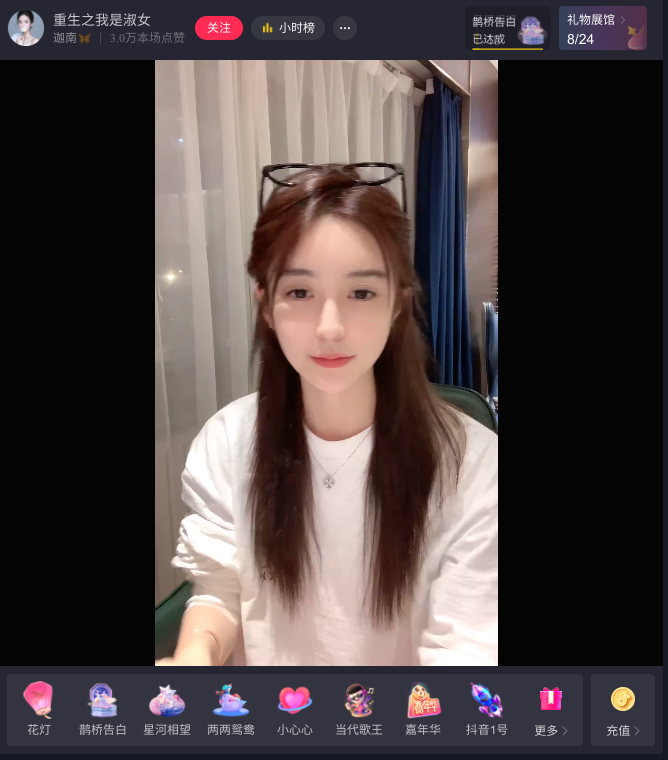 重生之我是淑女
迦南 3.0万本场点赞
关注
小时榜
鹊桥告白
已达成
礼物展馆
8/24
花灯
鹊桥告白
星河相望
两两鸳鸯
小心心
当代歌王
嘉年华
嘉年华
抖音1号
更多
充值